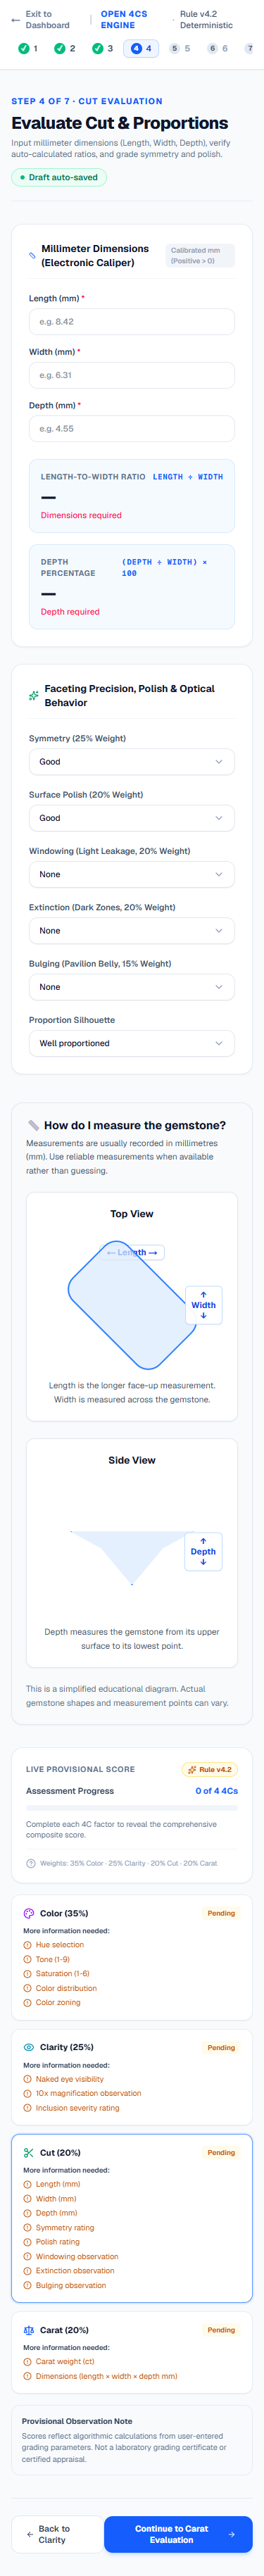 ← Exit to Dashboard | OPEN 4CS ENGINE · Rule v4.2 Deterministic
1 2 3 4 4 5 5 6 6 7
STEP 4 OF 7 · CUT EVALUATION
Evaluate Cut & Proportions
Input millimeter dimensions (Length, Width, Depth), verify
auto-calculated ratios, and grade symmetry and polish.
Draft auto-saved
Millimeter Dimensions
(Electronic Caliper)
Calibrated mm
(Positive > 0)
Length (mm) *
e.g. 8.42
Width (mm) *
e.g. 6.31
Depth (mm) *
e.g. 4.55
LENGTH-TO-WIDTH RATIO LENGTH ÷ WIDTH
—
Dimensions required
DEPTH
PERCENTAGE
(DEPTH ÷ WIDTH) ×
100
—
Depth required
Faceting Precision, Polish & Optical
Behavior
Symmetry (25% Weight)
Good
Surface Polish (20% Weight)
Good
Windowing (Light Leakage, 20% Weight)
None
Extinction (Dark Zones, 20% Weight)
None
Bulging (Pavilion Belly, 15% Weight)
None
Proportion Silhouette
Well proportioned
How do I measure the gemstone?
Measurements are usually recorded in millimetres
(mm). Use reliable measurements when available
rather than guessing.
Top View
← Length →
↑
Width
↓
Length is the longer face-up measurement.
Width is measured across the gemstone.
Side View
↑
Depth
↓
Depth measures the gemstone from its upper
surface to its lowest point.
This is a simplified educational diagram. Actual
gemstone shapes and measurement points can vary.
LIVE PROVISIONAL SCORE Rule v4.2
Assessment Progress 0 of 4 4Cs
Complete each 4C factor to reveal the comprehensive
composite score.
Weights: 35% Color · 25% Clarity · 20% Cut · 20% Carat
Color (35%) Pending
More information needed:
Hue selection
Tone (1-9)
Saturation (1-6)
Color distribution
Color zoning
Clarity (25%) Pending
More information needed:
Naked eye visibility
10x magnification observation
Inclusion severity rating
Cut (20%) Pending
More information needed:
Length (mm)
Width (mm)
Depth (mm)
Symmetry rating
Polish rating
Windowing observation
Extinction observation
Bulging observation
Carat (20%) Pending
More information needed:
Carat weight (ct)
Dimensions (length × width × depth mm)
Provisional Observation Note
Scores reflect algorithmic calculations from user-entered
grading parameters. Not a laboratory grading certificate or
certified appraisal.
← Back to
Clarity
Continue to Carat
Evaluation →